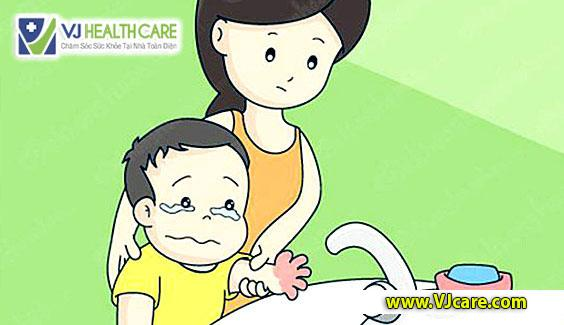 VJ HEALTH CARE
Chăm Sóc Sức Khỏe Tại Nhà Toàn Diện
www.VJcare.com